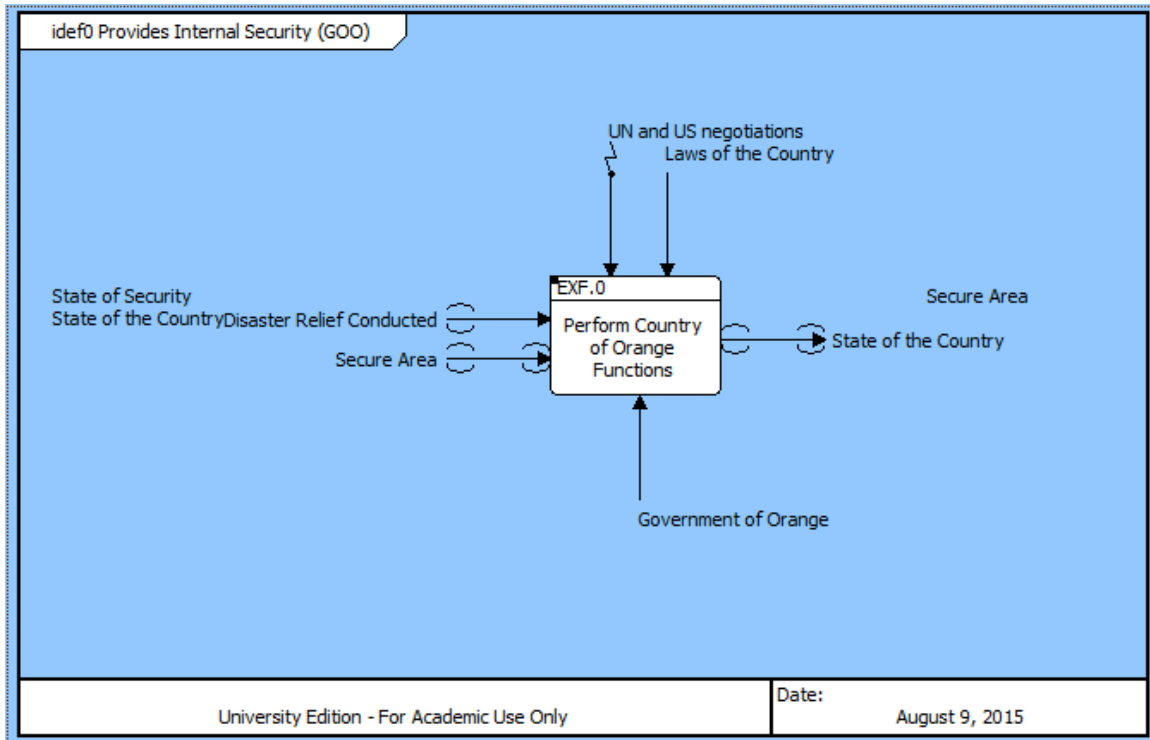 idef0 Provides Internal Security (GOO)
UN and US negotiations
Laws of the Country
EXF.0
Perform Country
of Orange
Functions
State of Security
State of the Country
Disaster Relief Conducted
Secure Area
Secure Area
State of the Country
Government of Orange
University Edition - For Academic Use Only
Date:
August 9, 2015